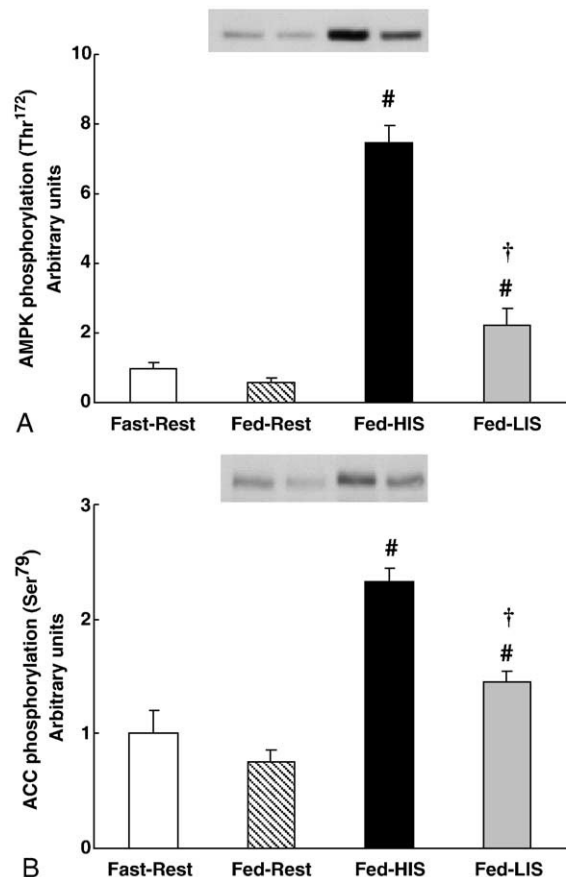 10
8
6
4
2
0
AMPK phosphorylation (Thr172)
Arbitrary units
#
†
#
A
Fast-Rest Fed-Rest Fed-HIS Fed-LIS
3
2
1
0
ACC phosphorylation (Ser79)
Arbitrary units
#
†
#
B
Fast-Rest Fed-Rest Fed-HIS Fed-LIS